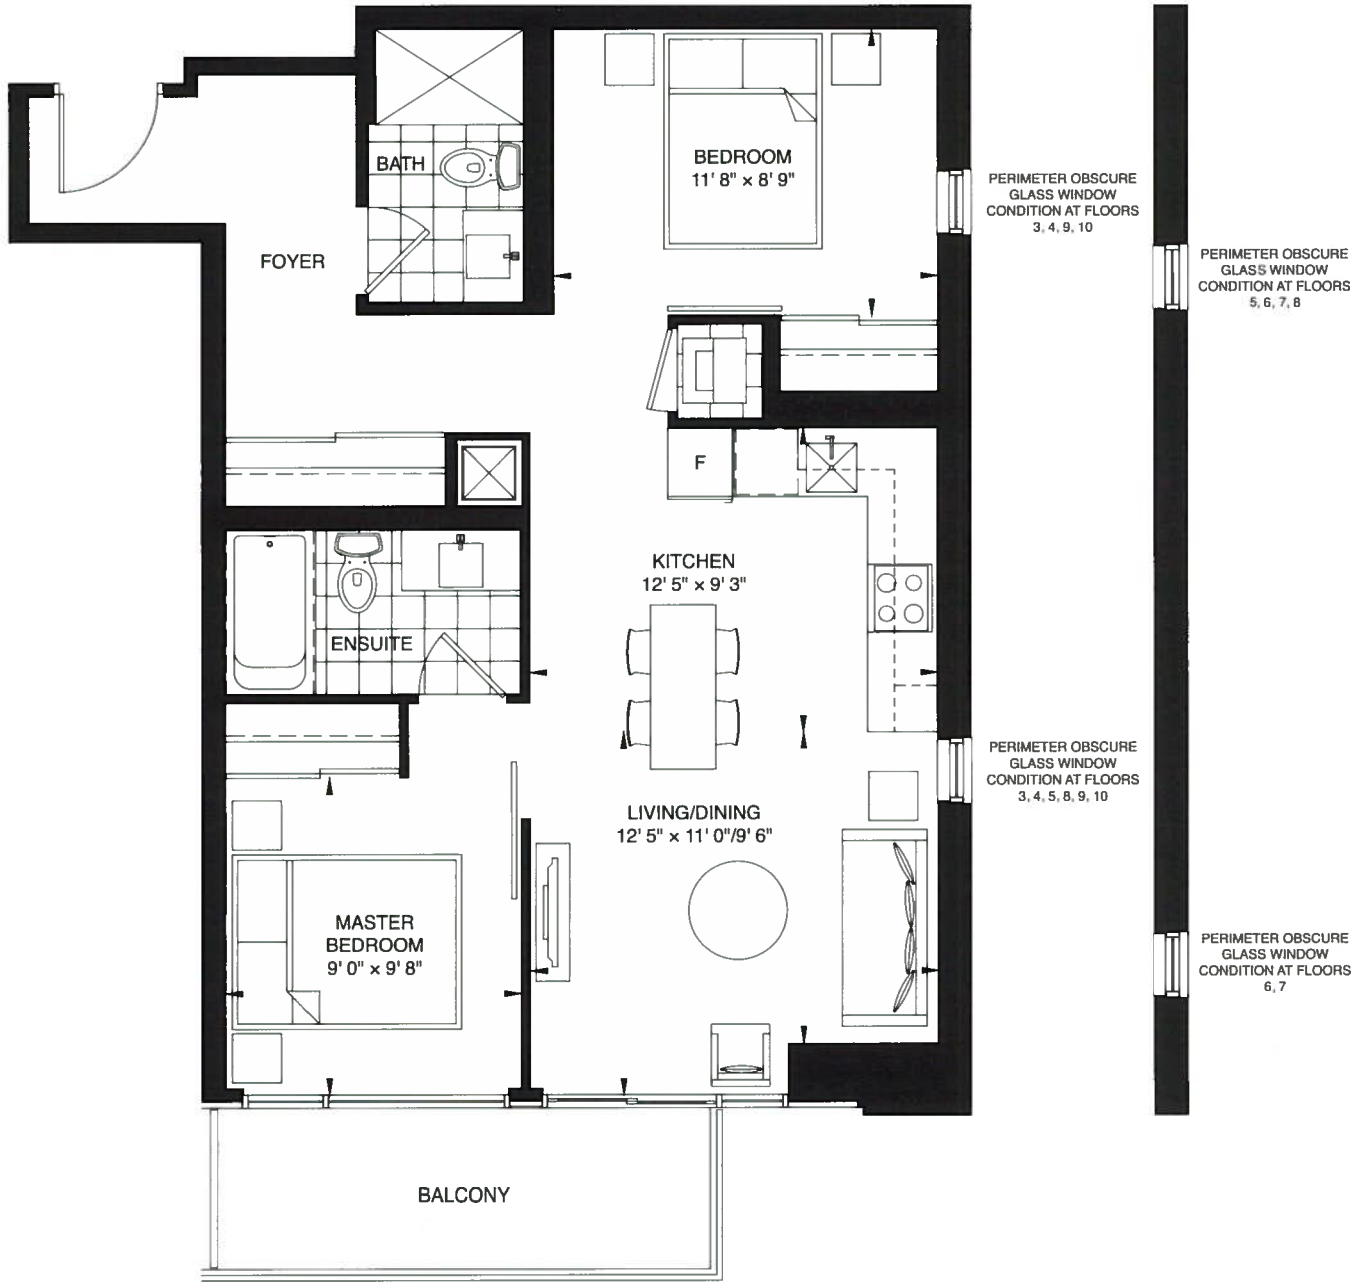 BATH
BEDROOM
11' 8" × 8' 9"
PERIMETER OBSCURE
GLASS WINDOW
CONDITION AT FLOORS
3, 4, 9, 10
FOYER
PERIMETER OBSCURE
GLASS WINDOW
CONDITION AT FLOORS
5, 6, 7, 8
F
KITCHEN
12' 5" × 9' 3"
ENSUITE
PERIMETER OBSCURE
GLASS WINDOW
CONDITION AT FLOORS
3, 4, 5, 8, 9, 10
LIVING/DINING
12' 5" × 11' 0"/9' 6"
MASTER
BEDROOM
9' 0" × 9' 8"
PERIMETER OBSCURE
GLASS WINDOW
CONDITION AT FLOORS
6, 7
BALCONY